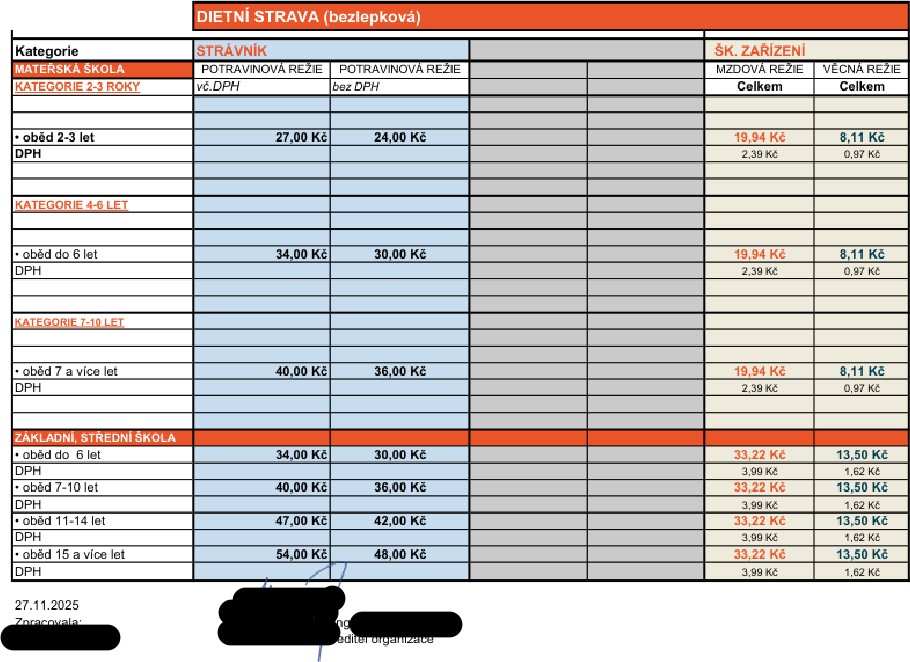 DIETNÍ STRAVA (bezlepková)
Kategorie STRÁVNÍK ŠK. ZAŘÍZENÍ
MATEŘSKÁ ŠKOLA POTRAVINOVÁ REŽIE POTRAVINOVÁ REŽIE MZDOVÁ REŽIE VĚCNÁ REŽIE
KATEGORIE 2-3 ROKY vč.DPH bez DPH Celkem Celkem
• oběd 2-3 let 27,00 Kč 24,00 Kč 19,94 Kč 8,11 Kč
DPH 2,39 Kč 0,97 Kč
KATEGORIE 4-6 LET
• oběd do 6 let 34,00 Kč 30,00 Kč 19,94 Kč 8,11 Kč
DPH 2,39 Kč 0,97 Kč
KATEGORIE 7-10 LET
• oběd 7 a více let 40,00 Kč 36,00 Kč 19,94 Kč 8,11 Kč
DPH 2,39 Kč 0,97 Kč
ZÁKLADNÍ, STŘEDNÍ ŠKOLA
• oběd do 6 let 34,00 Kč 30,00 Kč 33,22 Kč 13,50 Kč
DPH 3,99 Kč 1,62 Kč
• oběd 7-10 let 40,00 Kč 36,00 Kč 33,22 Kč 13,50 Kč
DPH 3,99 Kč 1,62 Kč
• oběd 11-14 let 47,00 Kč 42,00 Kč 33,22 Kč 13,50 Kč
DPH 3,99 Kč 1,62 Kč
• oběd 15 a více let 54,00 Kč 48,00 Kč 33,22 Kč 13,50 Kč
DPH 3,99 Kč 1,62 Kč
27.11.2025
Zpracovala:
organizace